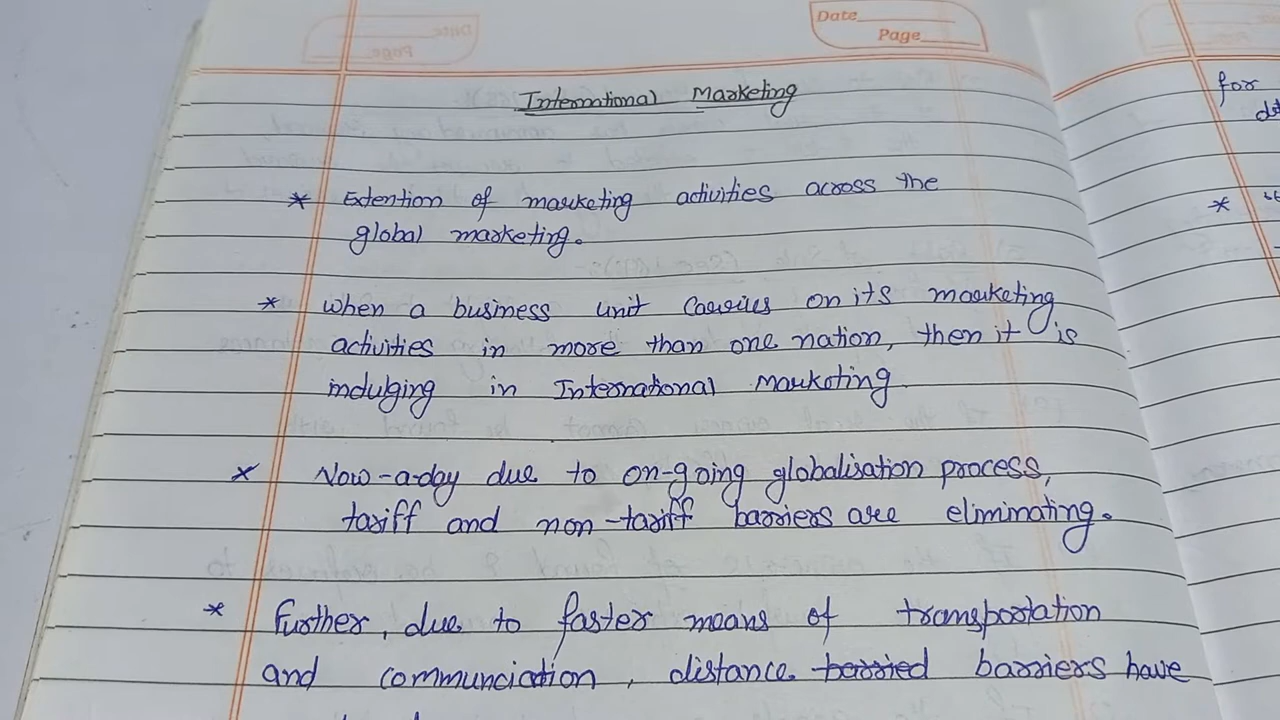 Date
Page
International Marketing
* Extention of marketing activities across the
global marketing.
* When a business unit carries on its marketing
activities in more than one nation, then it is
indulging in International Marketing
* Now-a-day due to on-going globalisation process,
tariff and non-tariff barriers are eliminating.
* Further, due to faster means of transportation
and communciation, distance barried barriers have
for
*